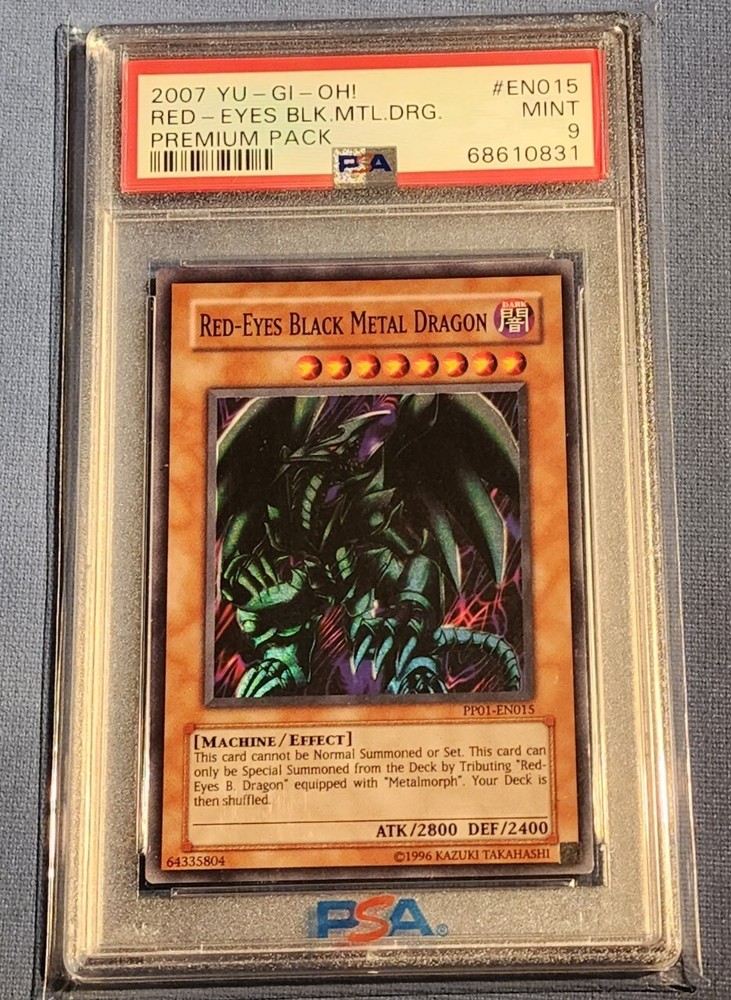 2007 YU-GI-OH! #EN015
RED-EYES BLK.MTL.DRG. MINT
PREMIUM PACK 9
PSA 68610831
RED-EYES BLACK METAL DRAGON DARK 闇
PP01-EN015
[MACHINE/EFFECT]
This card cannot be Normal Summoned or Set. This card can
only be Special Summoned from the Deck by Tributing "Red-
Eyes B. Dragon" equipped with "Metalmorph". Your Deck is
then shuffled.
ATK/2800 DEF/2400
64335804 ©1996 KAZUKI TAKAHASHI
PSA®